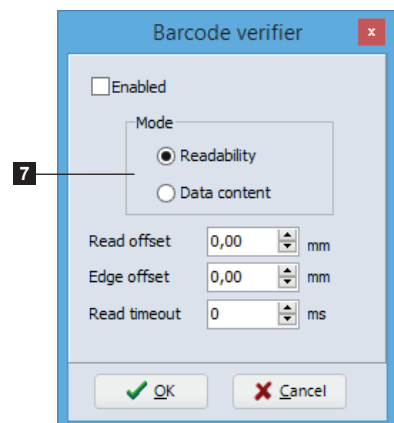 Barcode verifier x
Enabled
Mode
7
Readability
Data content
Read offset 0,00 mm
Edge offset 0,00 mm
Read timeout 0 ms
OK Cancel